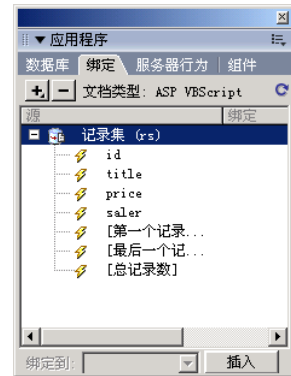 应用程序
数据库 绑定 服务器行为 组件
文档类型: ASP VBScript
源 绑定
记录集 (rs)
id
title
price
saler
[第一个记录...
[最后一个记...
[总记录数]
绑定到: 插入